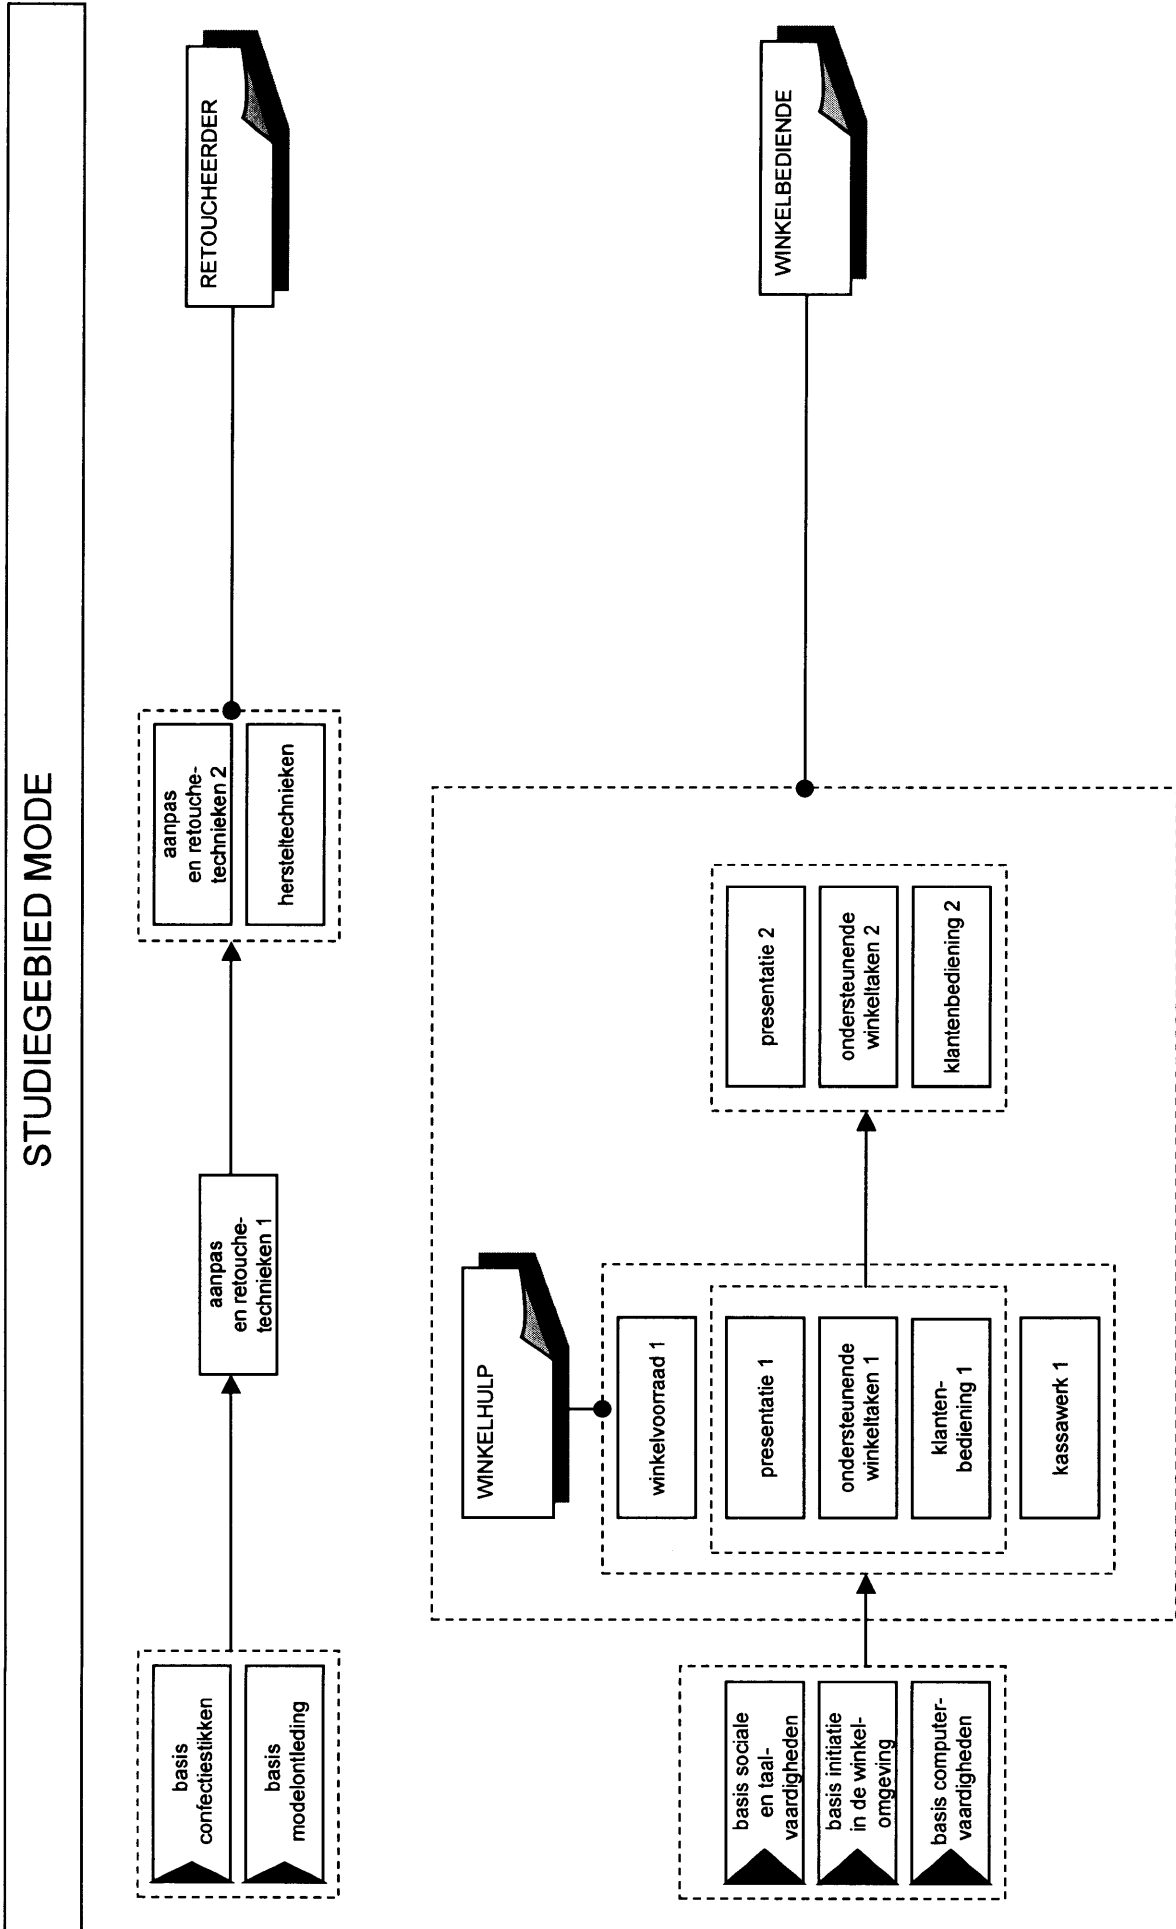 STUDIEGEBIED MODE
basis
confectiestikken
basis
modelontleding
aanpas
en retouche-
technieken 1
aanpas
en retouche-
technieken 2
hersteltechnieken
RETOUCHEERDER
basis sociale
en taal-
vaardigheden
basis initiatie
in de winkel-
omgeving
basis computer-
vaardigheden
WINKELHULP
winkelvoorraad 1
presentatie 1
ondersteunende
winkeltaken 1
klanten-
bediening 1
kassawerk 1
presentatie 2
ondersteunende
winkeltaken 2
klantenbediening 2
WINKELBEDIENDE